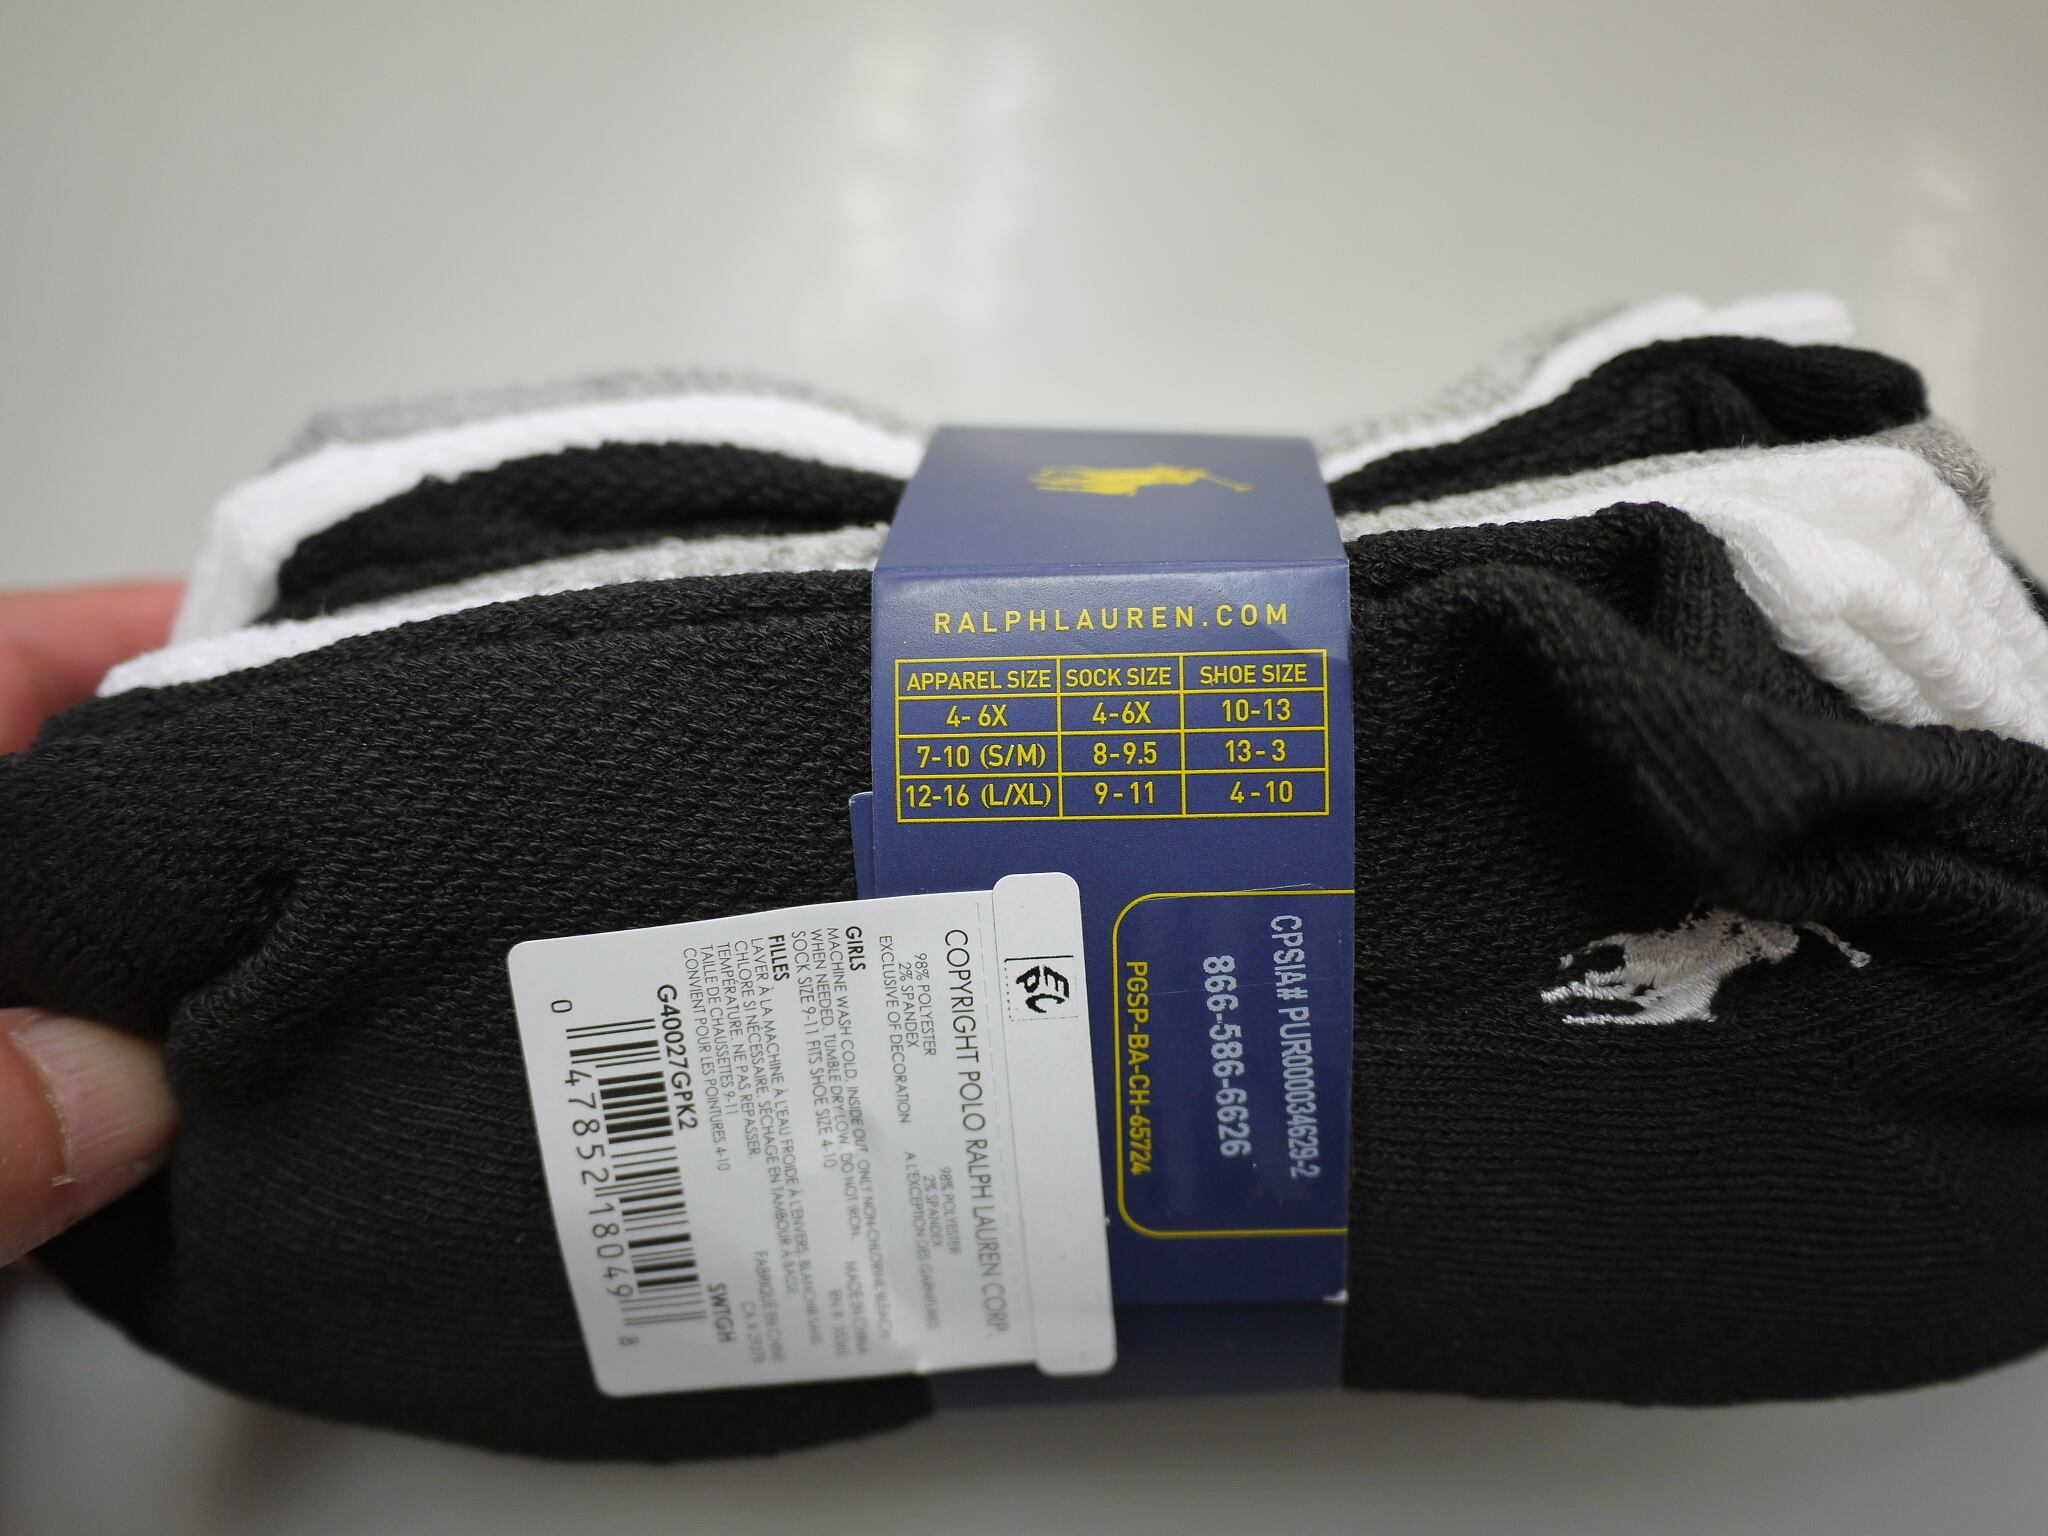 RALPHLAUREN.COM
APPAREL SIZE SOCK SIZE SHOE SIZE
4-6X 4-6X 10-13
7-10 (S/M) 8-9.5 13-3
12-16 (L/XL) 9-11 4-10
CPSIA# PUR000034629-2
866-586-6626
PGSP-BA-CH-65724
COPYRIGHT POLO RALPH LAUREN CORP.
98% POLYESTER 98% POLYESTER
2% SPANDEX 2% SPANDEX
EXCLUSIVE OF DECORATION A L'EXCEPTION DES GARNITURES
GIRLS
MACHINE WASH COLD, INSIDE OUT, ONLY NON-CHLORINE BLEACH
WHEN NEEDED, TUMBLE DRY LOW. DO NOT IRON. MADE IN CHINA
SOCK SIZE 9-11 FITS SHOE SIZE 4-10 RN #
FILLES
LAVER À LA MACHINE À L'EAU FROIDE À L'ENVERS, BLANCHIR SANS
CHLORE SI NÉCESSAIRE. SÉCHAGE EN TAMBOUR À BASSE
TEMPÉRATURE. NE PAS REPASSER. FABRIQUÉ EN CHINE
TAILLE DE CHAUSSETTES 9-11 CA #
CONVIENT POUR LES POINTURES 4-10
G40027GPK2 SWTGH
0 47852 18049 8